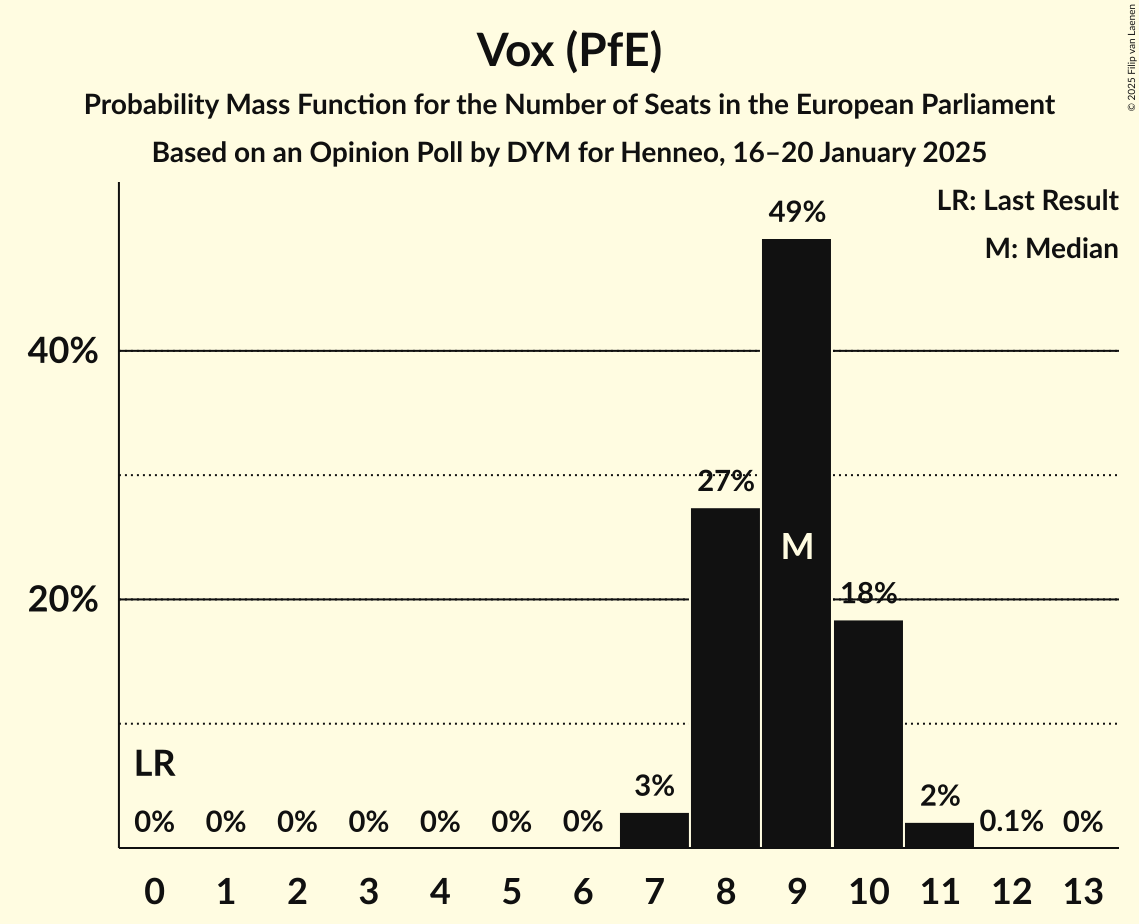 Vox (PfE)
Probability Mass Function for the Number of Seats in the European Parliament
Based on an Opinion Poll by DYM for Henneo, 16–20 January 2025
© 2025 Filip van Laenen
LR: Last Result
M: Median
49%
40%
27%
M
20%
18%
LR
3%
2%
0% 0% 0% 0% 0% 0% 0% 0.1% 0%
0 1 2 3 4 5 6 7 8 9 10 11 12 13